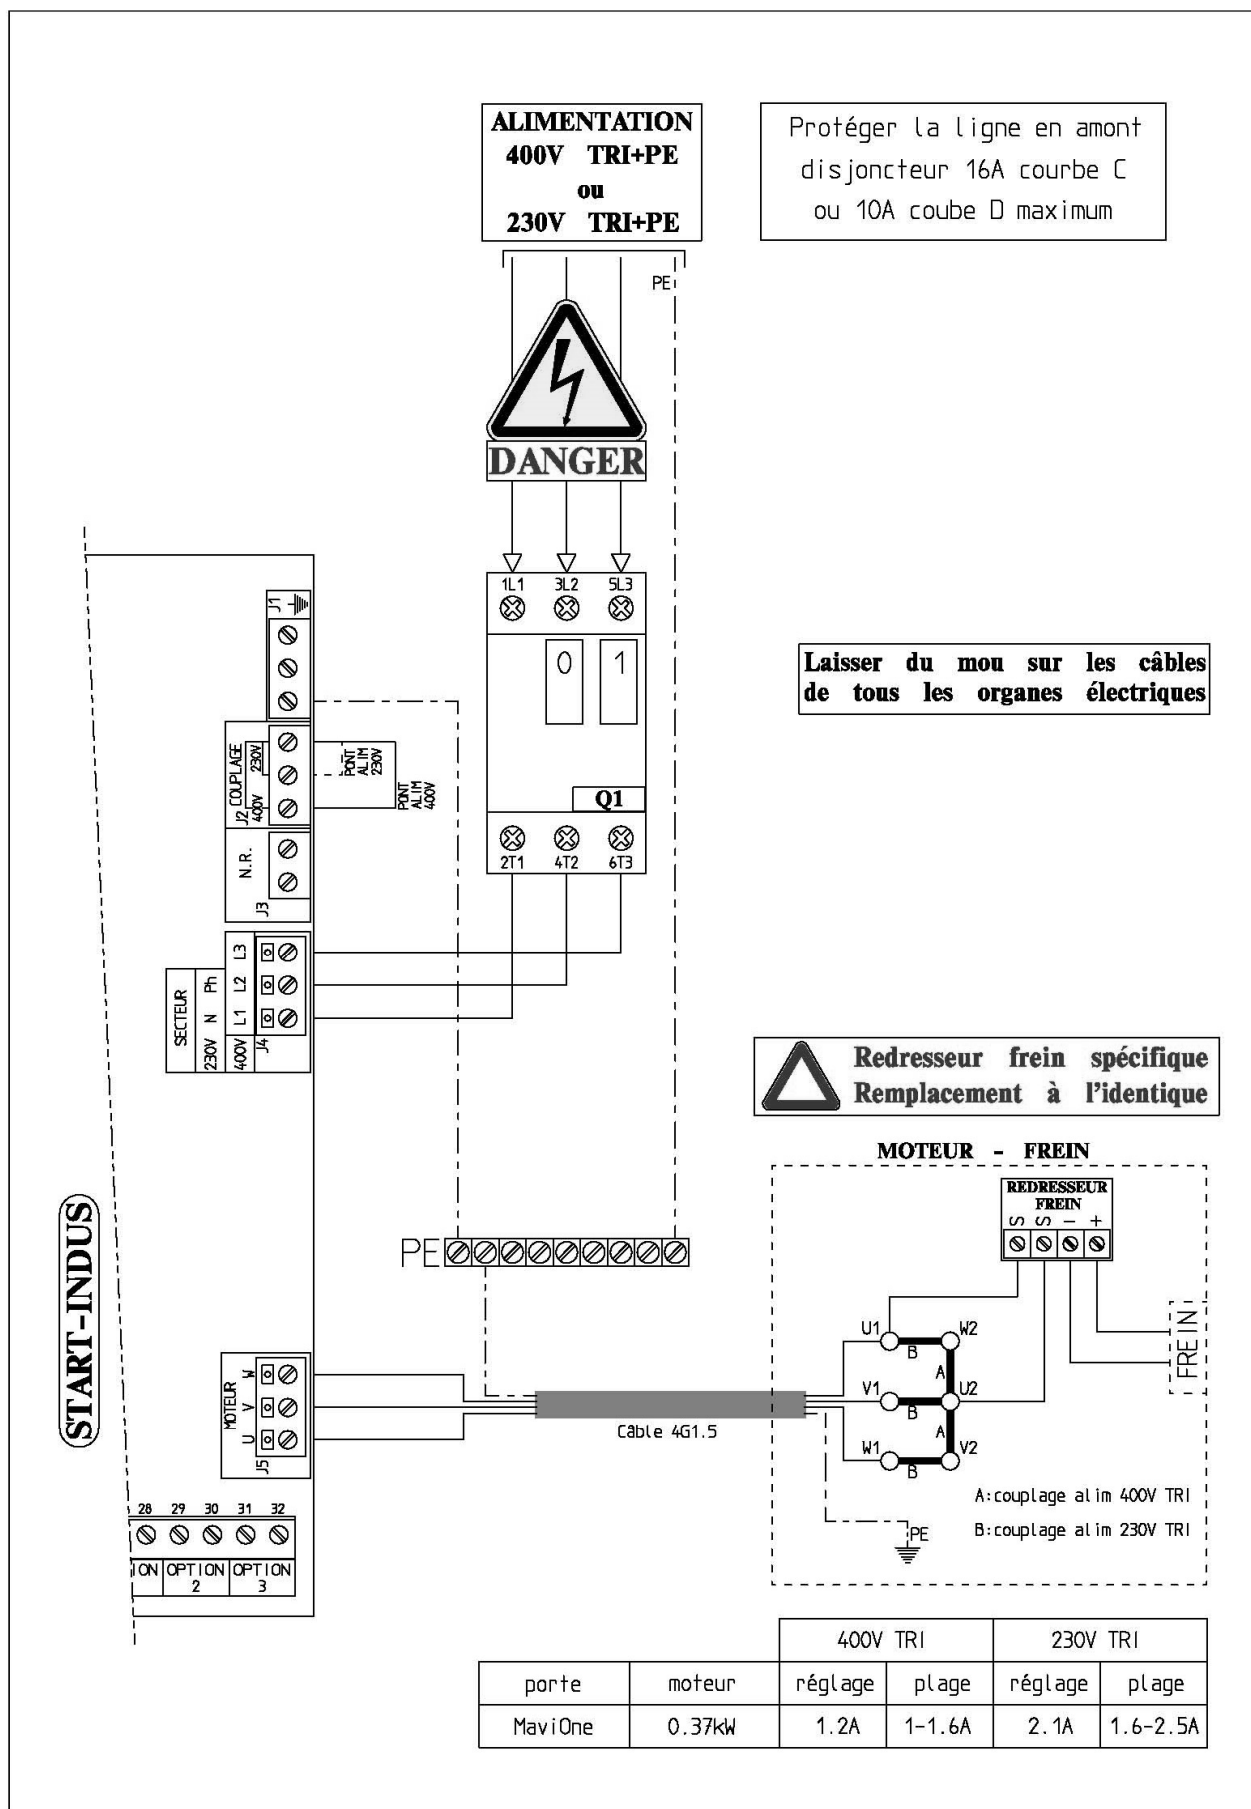 ALIMENTATION
400V TRI+PE
ou
230V TRI+PE
Protéger la ligne en amont
disjoncteur 16A courbe C
ou 10A coube D maximum
PE
DANGER
1L1 3L2 5L3
0 1
Q1
2T1 4T2 6T3
Laisser du mou sur les câbles
de tous les organes électriques
J1
J2 COUPLAGE
400V 230V
PONT
ALIM
230V
PONT
ALIM
400V
N.R.
J3
SECTEUR
230V N Ph
400V L1 L2 L3
J4
START-INDUS
PE
Redresseur frein spécifique
Remplacement à l'identique
MOTEUR - FREIN
REDRESSEUR
FREIN
S S - +
FREIN
U1 W2
B
A
V1 U2
B
A
W1 V2
B
PE
A:couplage alim 400V TRI
B:couplage alim 230V TRI
Câble 4G1.5
MOTEUR
U V W
J5
28 29 30 31 32
ION OPTION OPTION
2 3
400V TRI 230V TRI
porte moteur réglage plage réglage plage
MaviOne 0.37kW 1.2A 1-1.6A 2.1A 1.6-2.5A